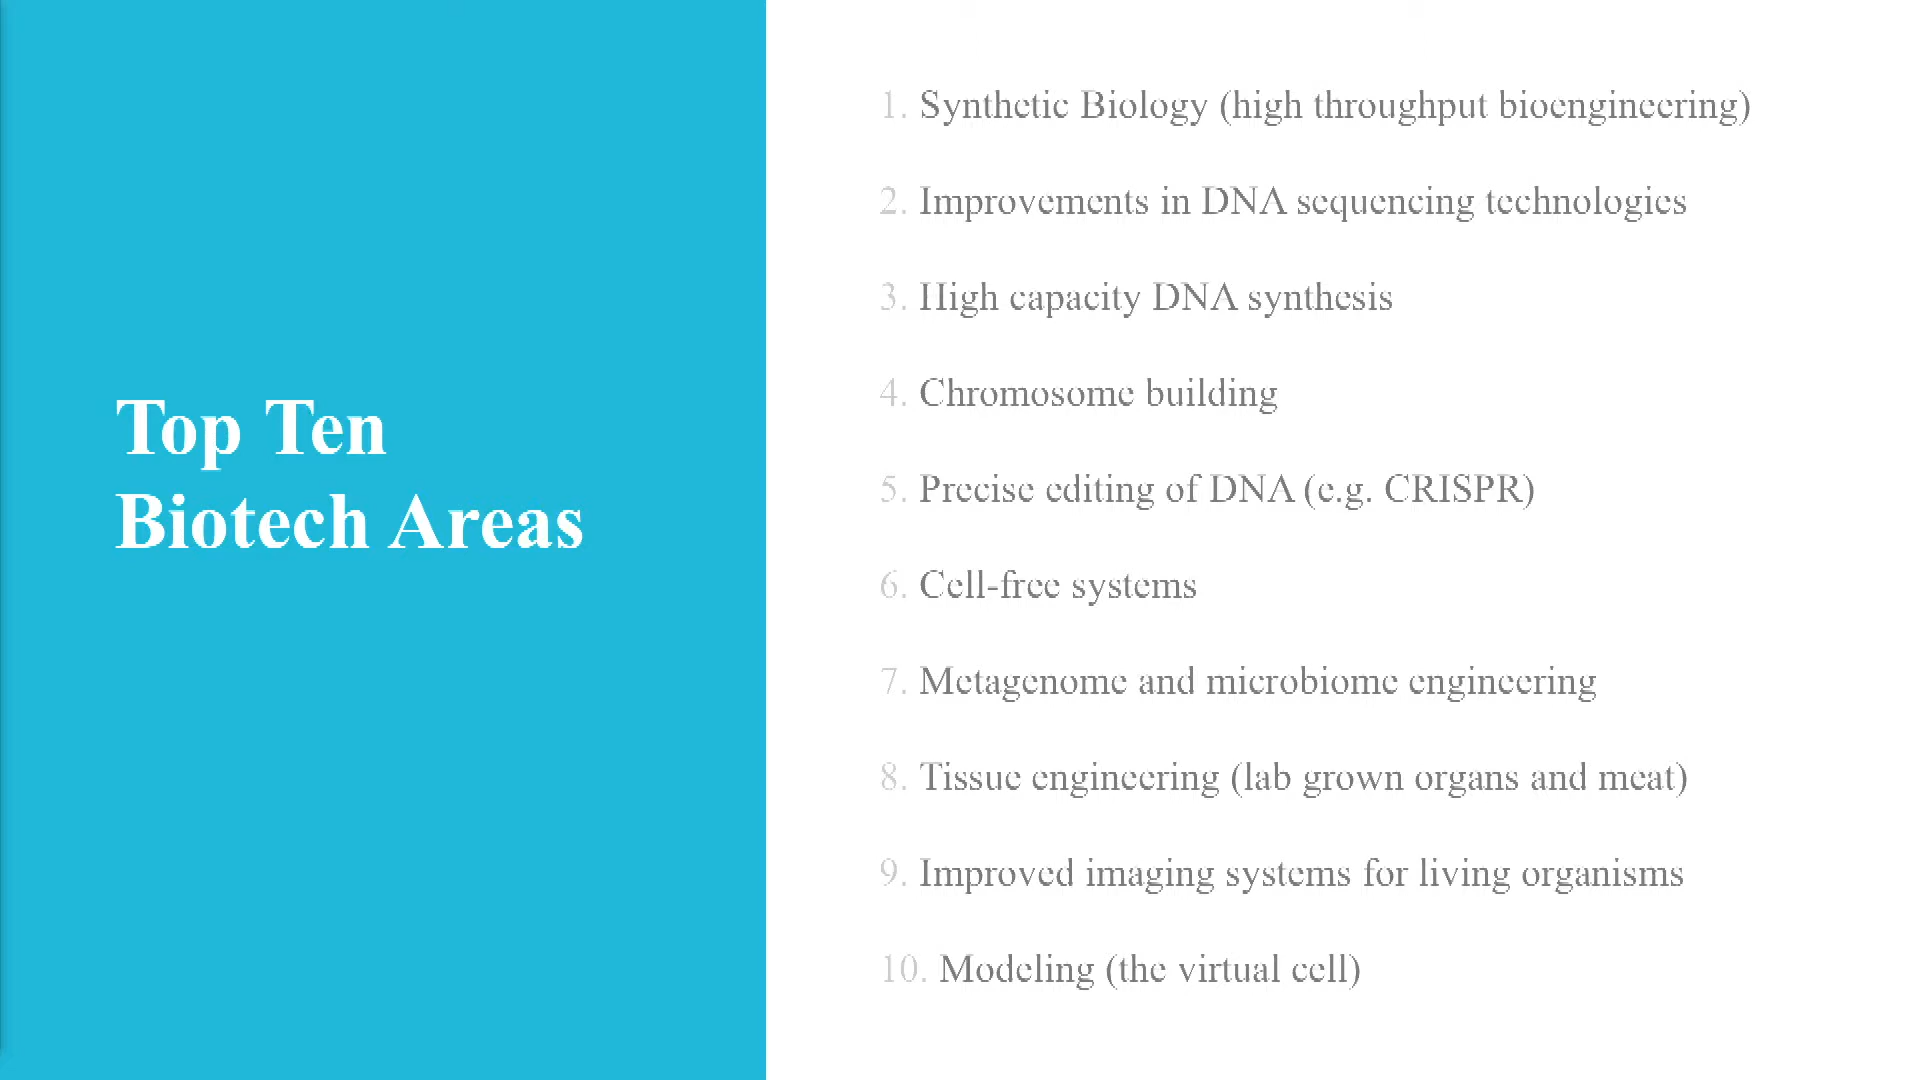 Top Ten
Biotech Areas
1. Synthetic Biology (high throughput bioengineering)
2. Improvements in DNA sequencing technologies
3. High capacity DNA synthesis
4. Chromosome building
5. Precise editing of DNA (e.g. CRISPR)
6. Cell-free systems
7. Metagenome and microbiome engineering
8. Tissue engineering (lab grown organs and meat)
9. Improved imaging systems for living organisms
10. Modeling (the virtual cell)